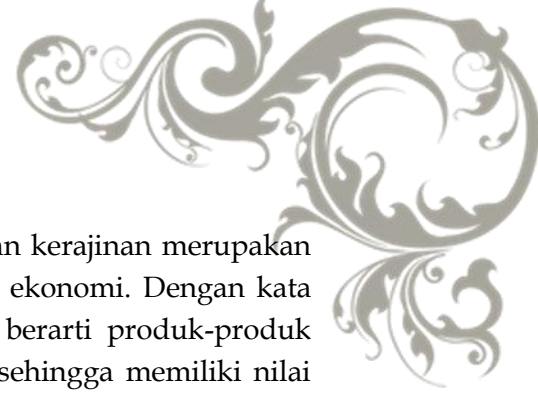 an kerajinan merupakan
ekonomi. Dengan kata
berarti produk-produk
sehingga memiliki nilai